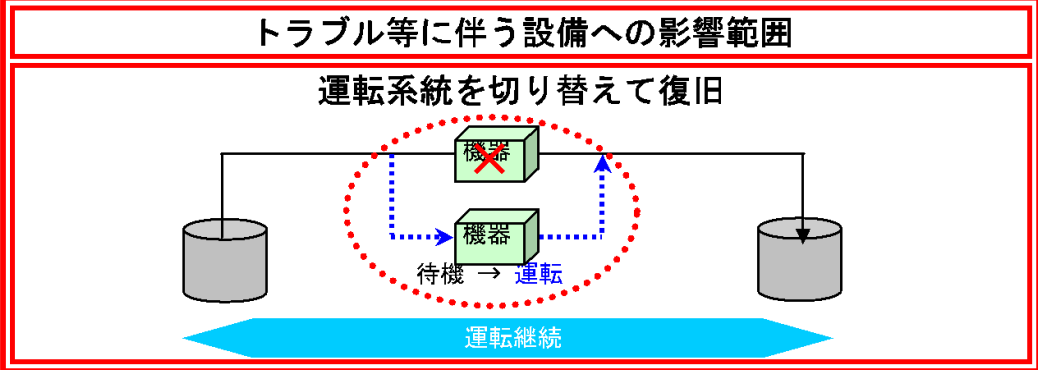 トラブル等に伴う設備への影響範囲
運転系統を切り替えて復旧
機器
機器
待機 → 運転
運転継続